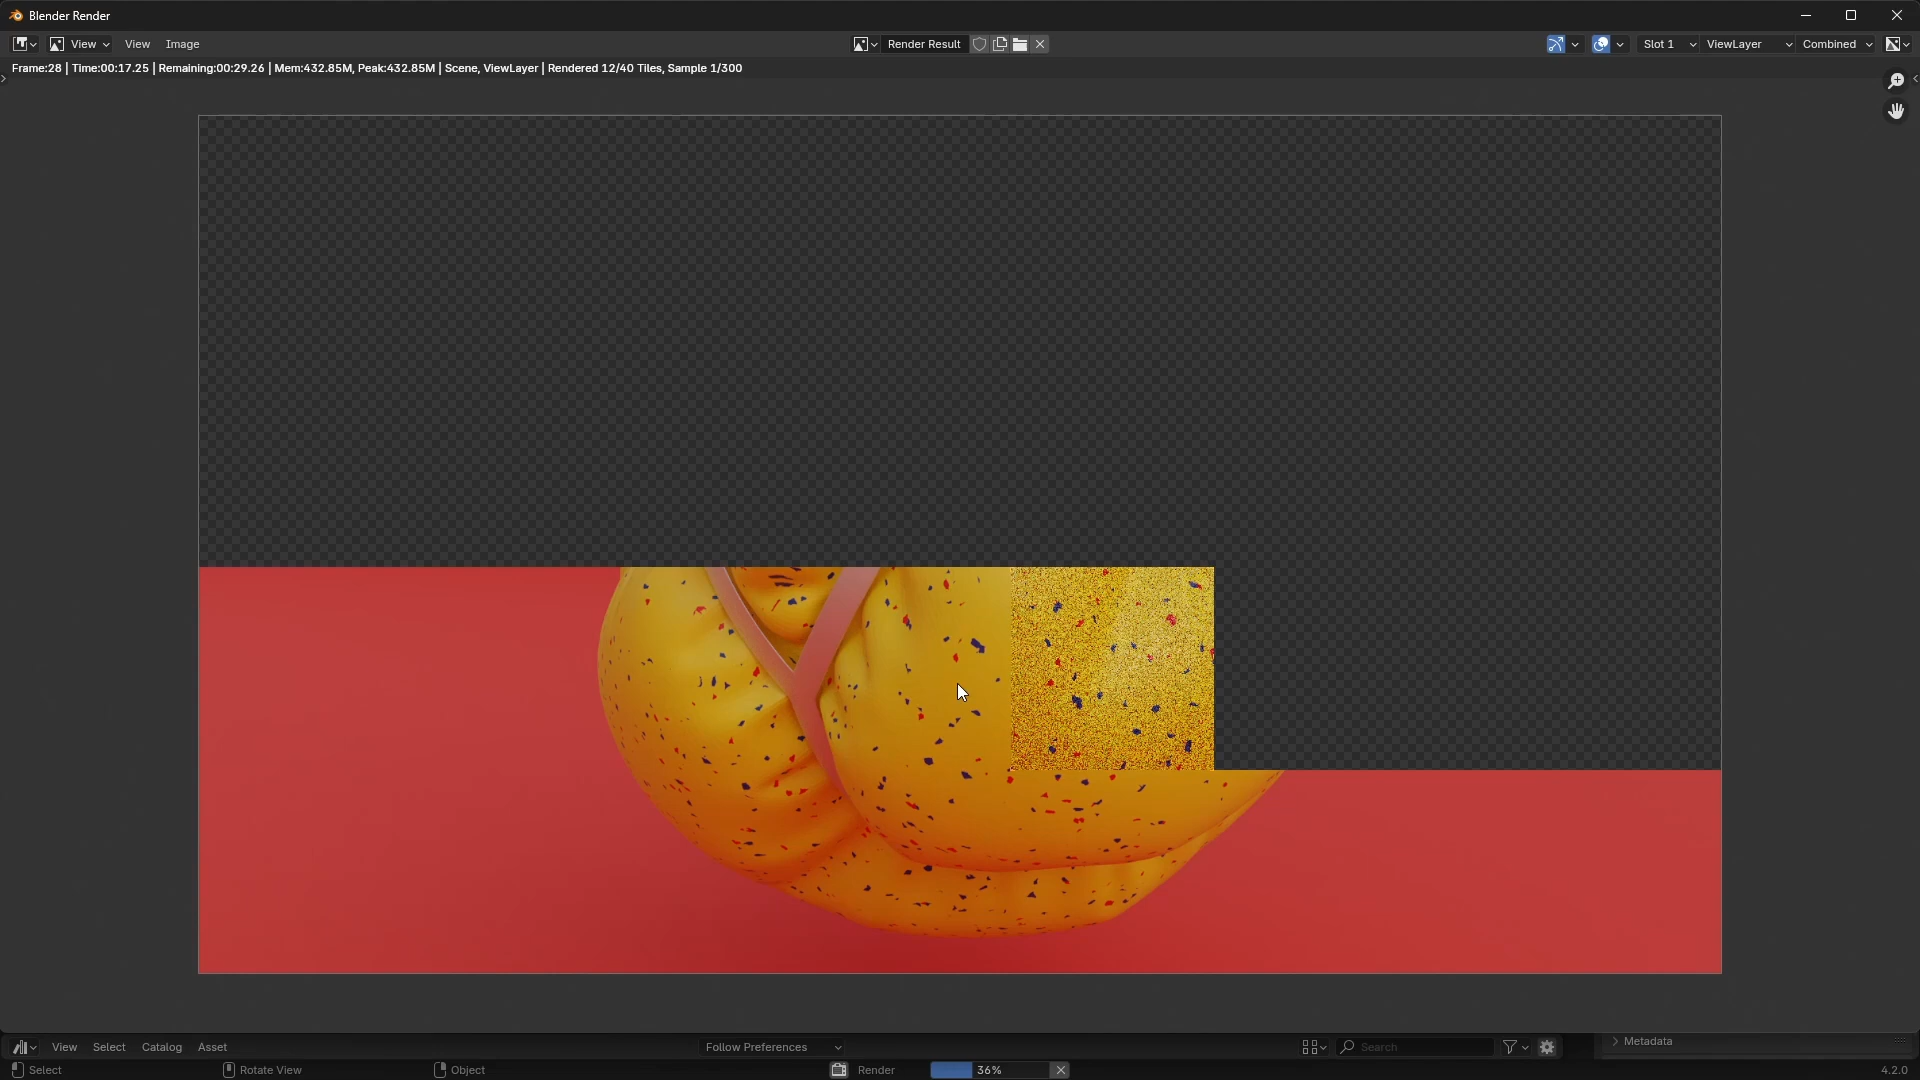 Blender Render
View View Image Render Result Slot 1 ViewLayer Combined
Frame:28 | Time:00:17.25 | Remaining:00:29.26 | Mem:432.85M, Peak:432.85M | Scene, ViewLayer | Rendered 12/40 Tiles, Sample 1/300
View Select Catalog Asset Follow Preferences Search Metadata
Select Rotate View Object Render 36% 4.2.0